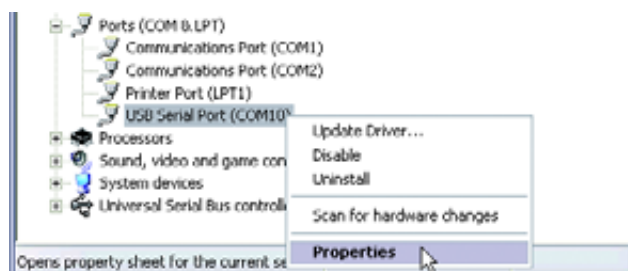 Ports (COM & LPT)
Communications Port (COM1)
Communications Port (COM2)
Printer Port (LPT1)
USB Serial Port (COM10)
Processors
Sound, video and game con
System devices
Universal Serial Bus controll
Update Driver...
Disable
Uninstall
Scan for hardware changes
Properties
Opens property sheet for the current se